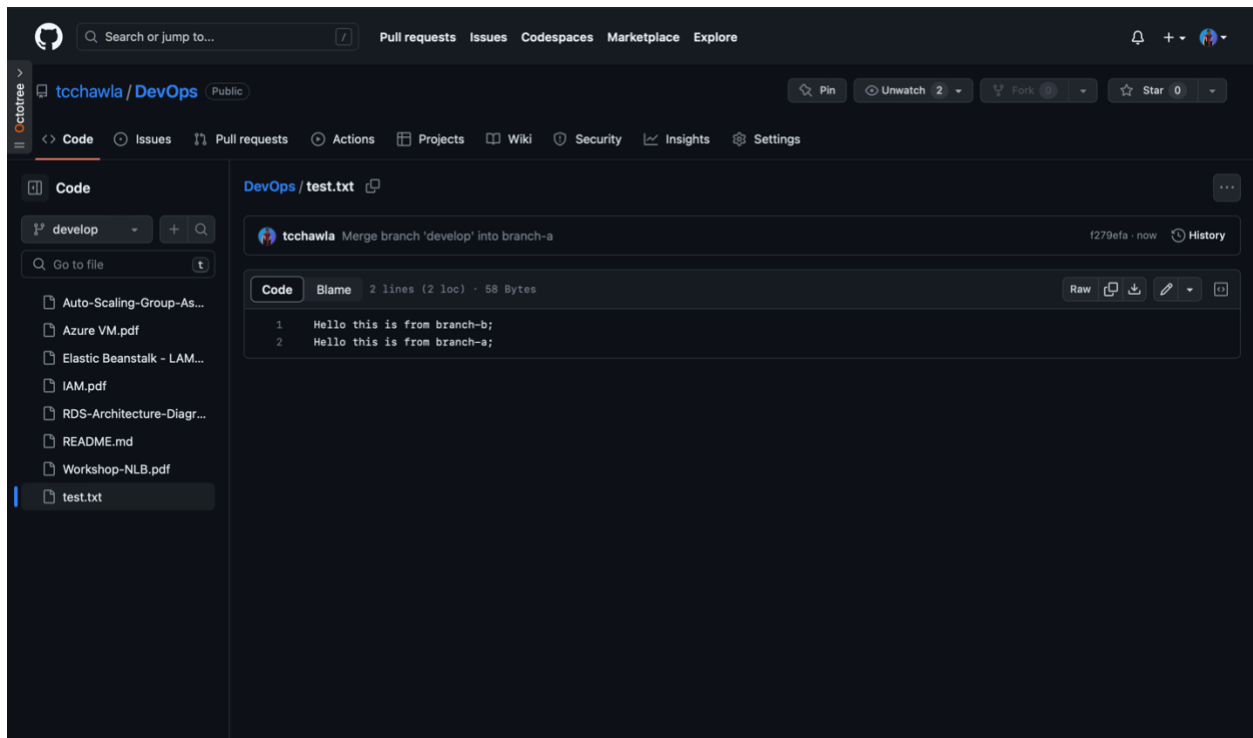 Search or jump to... /
Pull requests Issues Codespaces Marketplace Explore
Octotree
tcchawla / DevOps Public
Pin Unwatch 2 Fork 0 Star 0
Code Issues Pull requests Actions Projects Wiki Security Insights Settings
Code
develop
Go to file t
Auto-Scaling-Group-As...
Azure VM.pdf
Elastic Beanstalk - LAM...
IAM.pdf
RDS-Architecture-Diagr...
README.md
Workshop-NLB.pdf
test.txt
DevOps / test.txt
tcchawla Merge branch 'develop' into branch-a f279efa · now History
Code Blame 2 lines (2 loc) · 58 Bytes Raw
1 Hello this is from branch-b;
2 Hello this is from branch-a;